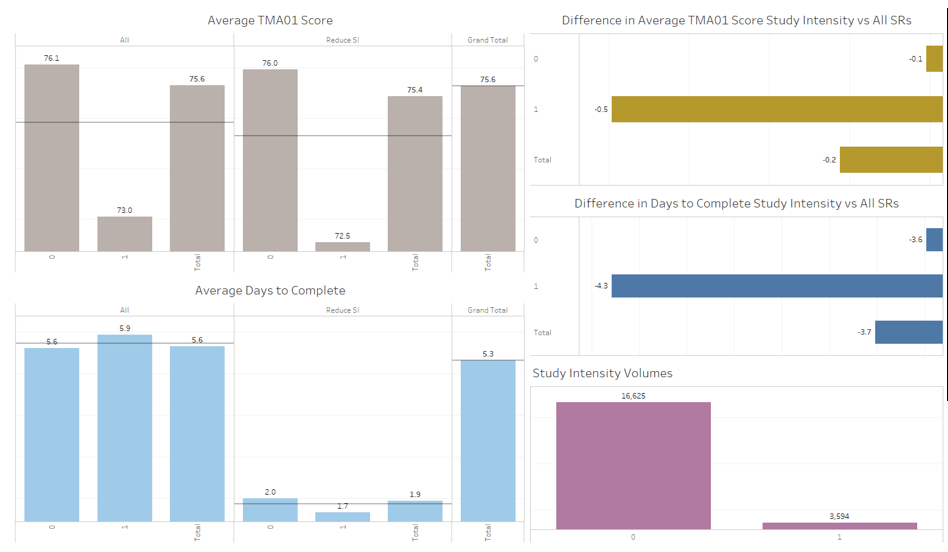 Average TMA01 Score
All
Reduce SI
Grand Total
76.1
73.0
75.6
76.0
72.5
75.4
75.6
0
1
Total
0
1
Total
Total
Average Days to Complete
All
Reduce SI
Grand Total
5.6
5.9
5.6
2.0
1.7
1.9
5.3
0
1
Total
0
1
Total
Total
Difference in Average TMA01 Score Study Intensity vs All SRs
0
-0.1
1
-0.5
Total
-0.2
Difference in Days to Complete Study Intensity vs All SRs
0
-3.6
1
-4.3
Total
-3.7
Study Intensity Volumes
16,625
3,594
0
1